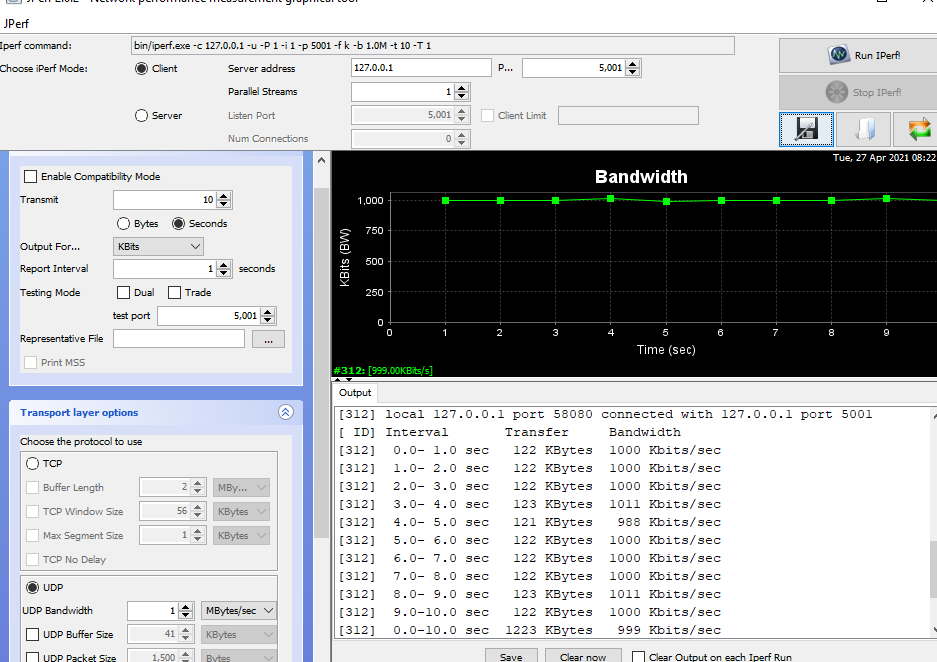 JPerf 2.0.2 - Network performance measurement graphical tool
JPerf
Iperf command:
bin/iperf.exe -c 127.0.0.1 -u -P 1 -i 1 -p 5001 -f k -b 1.0M -t 10 -T 1
Choose iPerf Mode:
Client
Server address
127.0.0.1
P...
5,001
Parallel Streams
1
Server
Listen Port
5,001
Client Limit
Num Connections
0
Run IPerf!
Stop IPerf!
Enable Compatibility Mode
Transmit
10
Bytes
Seconds
Output For...
KBits
Report Interval
1
seconds
Testing Mode
Dual
Trade
test port
5,001
Representative File
...
Print MSS
Transport layer options
Choose the protocol to use
TCP
Buffer Length
2
MBy...
TCP Window Size
56
KBytes
Max Segment Size
1
KBytes
TCP No Delay
UDP
UDP Bandwidth
1
MBytes/sec
UDP Buffer Size
41
KBytes
UDP Packet Size
1,500
Bytes
Tue, 27 Apr 2021 08:22
Bandwidth
KBits (BW)
1,000
750
500
250
0
0 1 2 3 4 5 6 7 8 9
Time (sec)
#312: [999.00KBits/s]
Output
[312] local 127.0.0.1 port 58080 connected with 127.0.0.1 port 5001
[ ID] Interval Transfer Bandwidth
[312] 0.0- 1.0 sec 122 KBytes 1000 Kbits/sec
[312] 1.0- 2.0 sec 122 KBytes 1000 Kbits/sec
[312] 2.0- 3.0 sec 122 KBytes 1000 Kbits/sec
[312] 3.0- 4.0 sec 123 KBytes 1011 Kbits/sec
[312] 4.0- 5.0 sec 121 KBytes 988 Kbits/sec
[312] 5.0- 6.0 sec 122 KBytes 1000 Kbits/sec
[312] 6.0- 7.0 sec 122 KBytes 1000 Kbits/sec
[312] 7.0- 8.0 sec 122 KBytes 1000 Kbits/sec
[312] 8.0- 9.0 sec 123 KBytes 1011 Kbits/sec
[312] 9.0-10.0 sec 122 KBytes 1000 Kbits/sec
[312] 0.0-10.0 sec 1223 KBytes 999 Kbits/sec
Save
Clear now
Clear Output on each Iperf Run